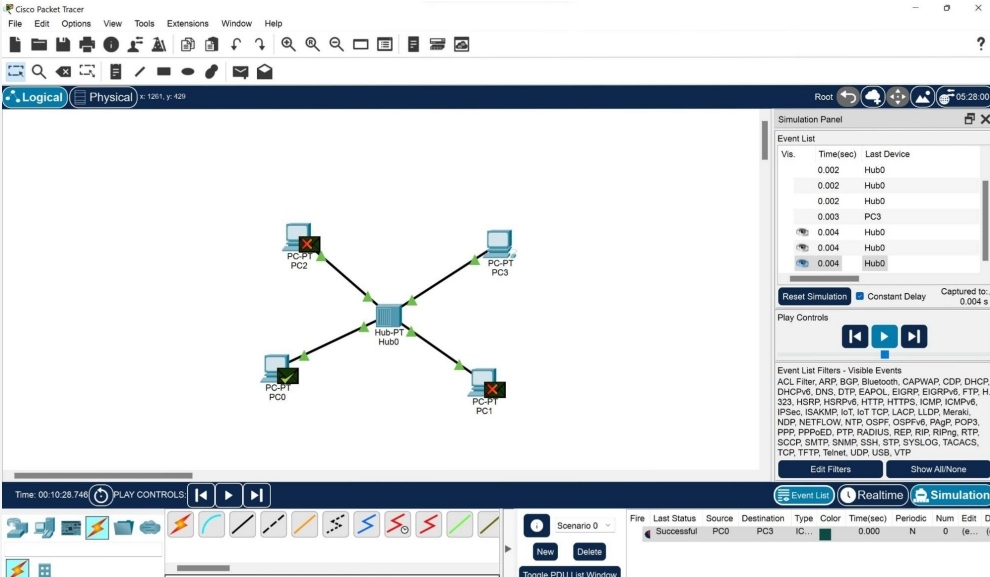 Cisco Packet Tracer
File Edit Options View Tools Extensions Window Help
?
Logical Physical x: 1261, y: 429 Root 05:28:00
Simulation Panel
Event List
Vis. Time(sec) Last Device
0.002 Hub0
0.002 Hub0
0.002 Hub0
0.003 PC3
0.004 Hub0
0.004 Hub0
0.004 Hub0
Reset Simulation Constant Delay Captured to:
0.004 s
Play Controls
Event List Filters - Visible Events
ACL Filter, ARP, BGP, Bluetooth, CAPWAP, CDP, DHCP,
DHCPv6, DNS, DTP, EAPOL, EIGRP, EIGRPv6, FTP, H.
323, HSRP, HSRPv6, HTTP, HTTPS, ICMP, ICMPv6,
IPSec, ISAKMP, IoT, IoT TCP, LACP, LLDP, Meraki,
NDP, NETFLOW, NTP, OSPF, OSPFv6, PAgP, POP3,
PPP, PPPoED, PTP, RADIUS, REP, RIP, RIPng, RTP,
SCCP, SMTP, SNMP, SSH, STP, SYSLOG, TACACS,
TCP, TFTP, Telnet, UDP, USB, VTP
Edit Filters Show All/None
PC-PT
PC2
PC-PT
PC3
Hub-PT
Hub0
PC-PT
PC0
PC-PT
PC1
Time: 00:10:28.746 PLAY CONTROLS:
Event List Realtime Simulation
Scenario 0
New Delete
Toggle PDU List Window
Fire Last Status Source Destination Type Color Time(sec) Periodic Num Edit D
Successful PC0 PC3 IC... 0.000 N 0 (e... (